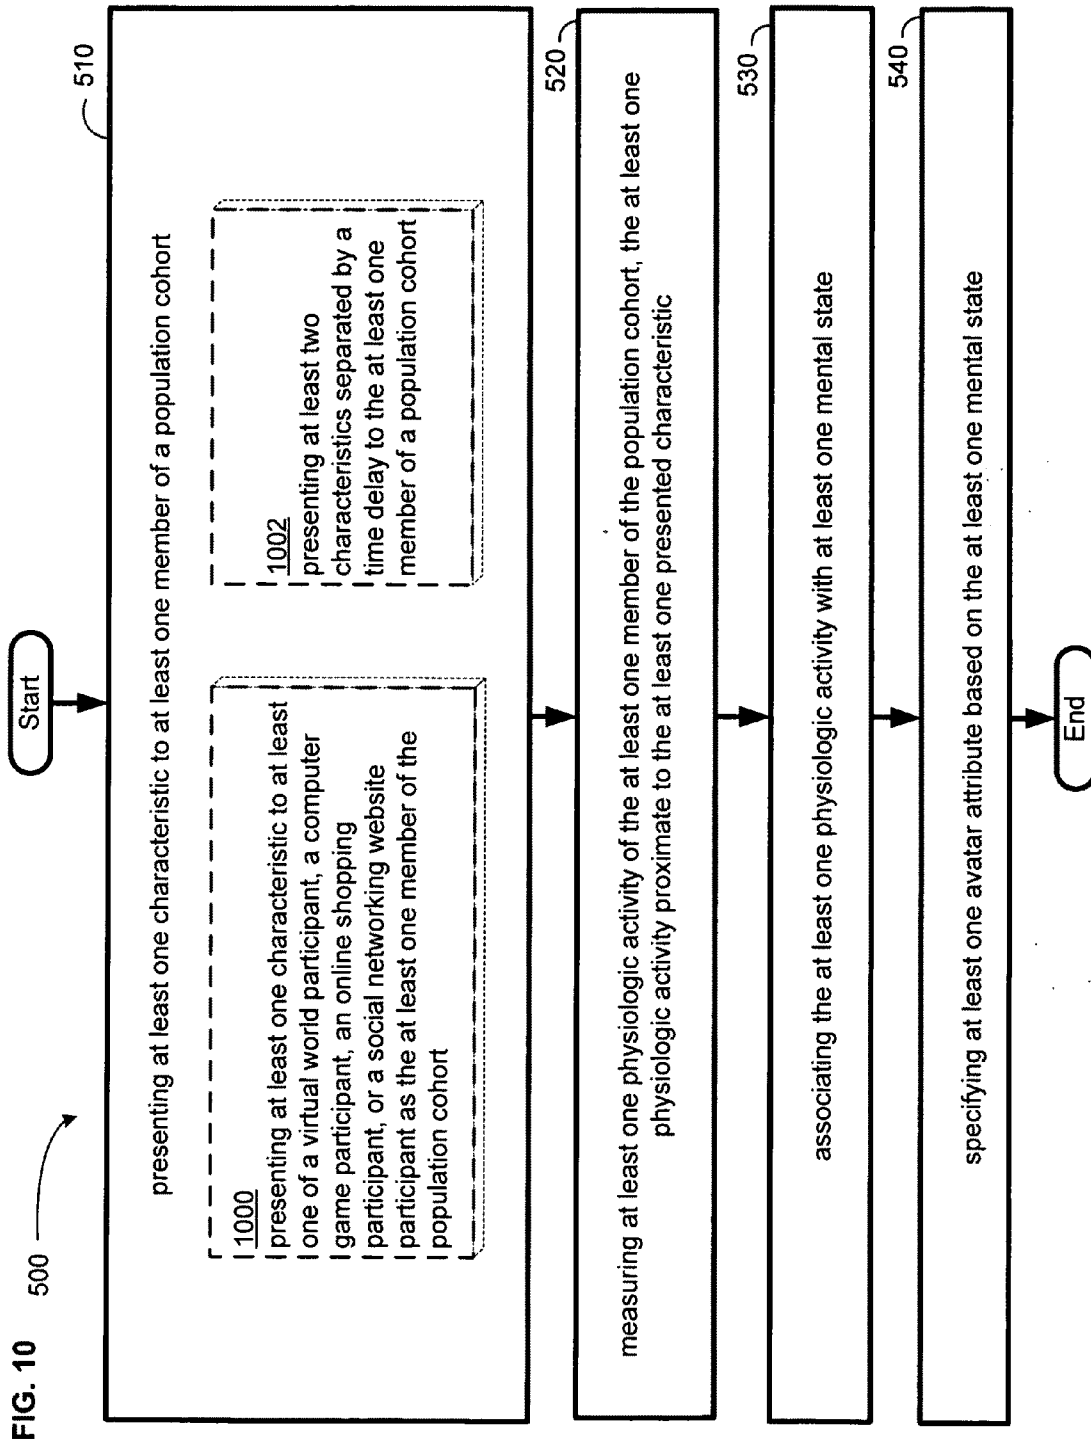 FIG. 10
500
Start
510
presenting at least one characteristic to at least one member of a population cohort
1000
presenting at least one characteristic to at least
one of a virtual world participant, a computer
game participant, an online shopping
participant, or a social networking website
participant as the at least one member of the
population cohort
1002
presenting at least two
characteristics separated by a
time delay to the at least one
member of a population cohort
520
measuring at least one physiologic activity of the at least one member of the population cohort, the at least one
physiologic activity proximate to the at least one presented characteristic
530
associating the at least one physiologic activity with at least one mental state
540
specifying at least one avatar attribute based on the at least one mental state
End